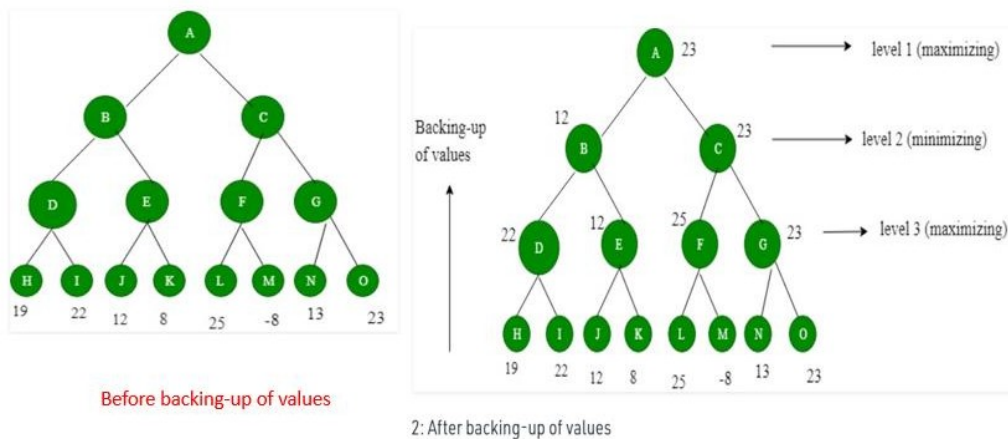 A
B C
D E F G
H I J K L M N O
19 22 12 8 25 -8 13 23
Before backing-up of values
A 23 level 1 (maximizing)
Backing-up
of values
12 B C 23 level 2 (minimizing)
22 D 12 E 25 F G 23 level 3 (maximizing)
H I J K L M N O
19 22 12 8 25 -8 13 23
2: After backing-up of values